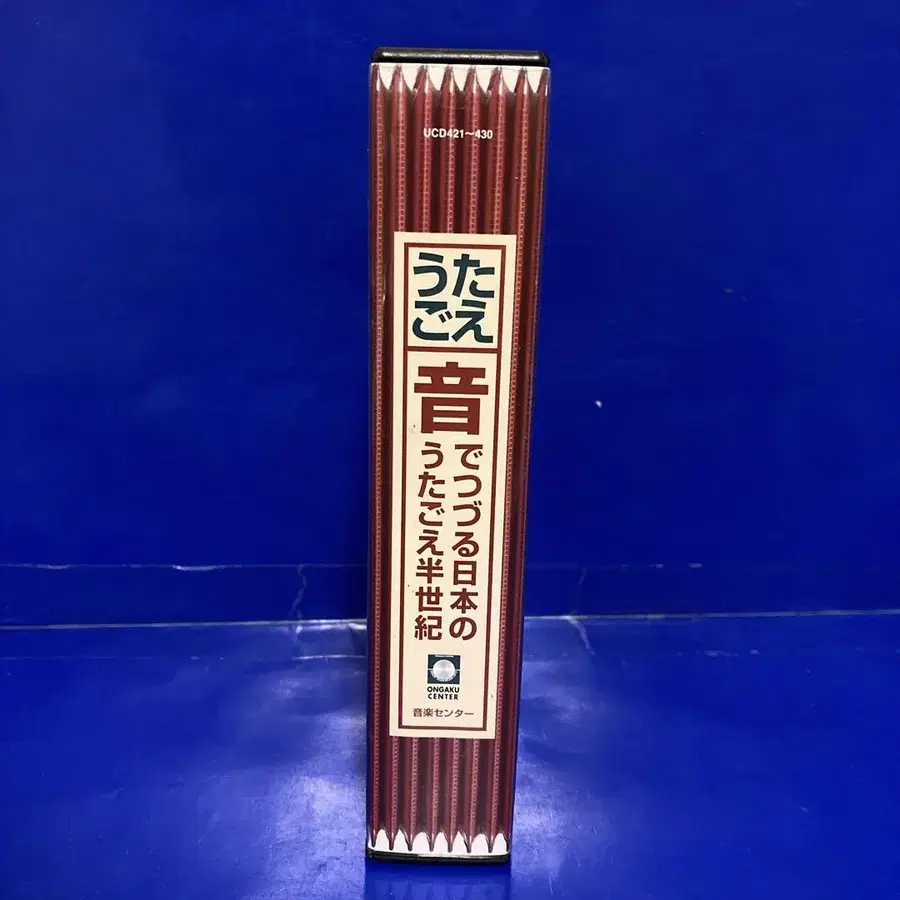 UCD421〜430
うた
ごえ
音
でつづる日本の
うたごえ半世紀
ONGAKU
CENTER
音楽センター